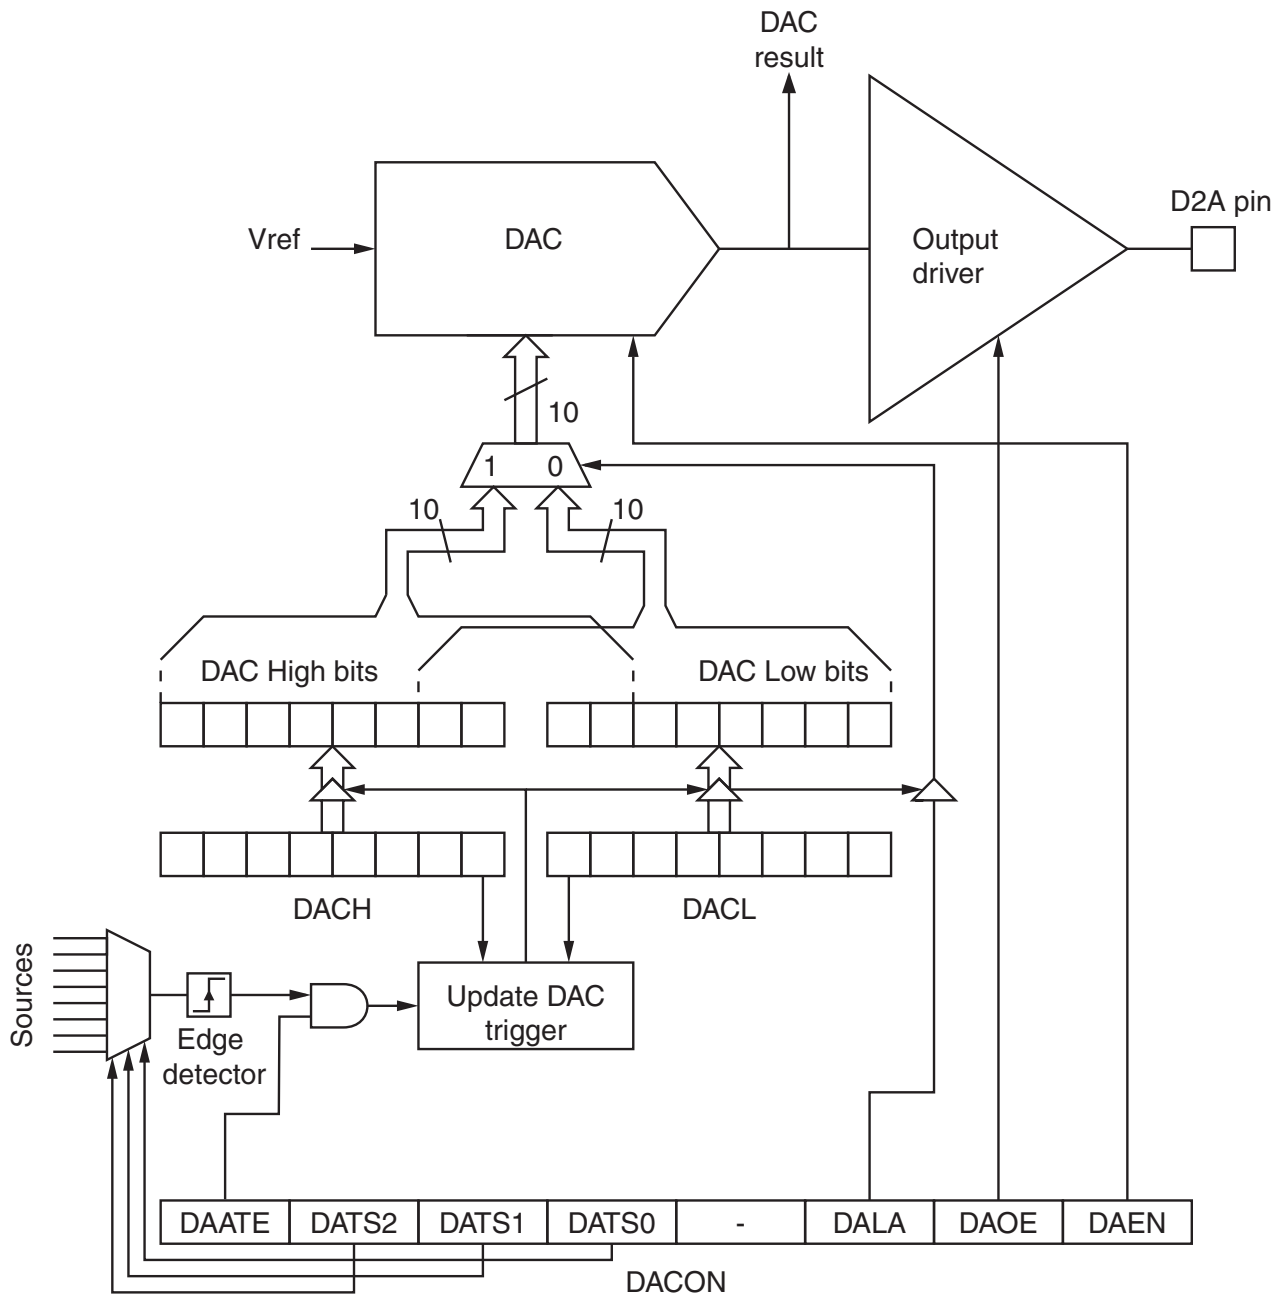 DAC
result
D2A pin
Vref
DAC
Output
driver
10
1 0
10
10
DAC High bits
DAC Low bits
DACH
DACL
Sources
Update DAC
trigger
Edge
detector
DAATE DATS2 DATS1 DATS0 - DALA DAOE DAEN
DACON